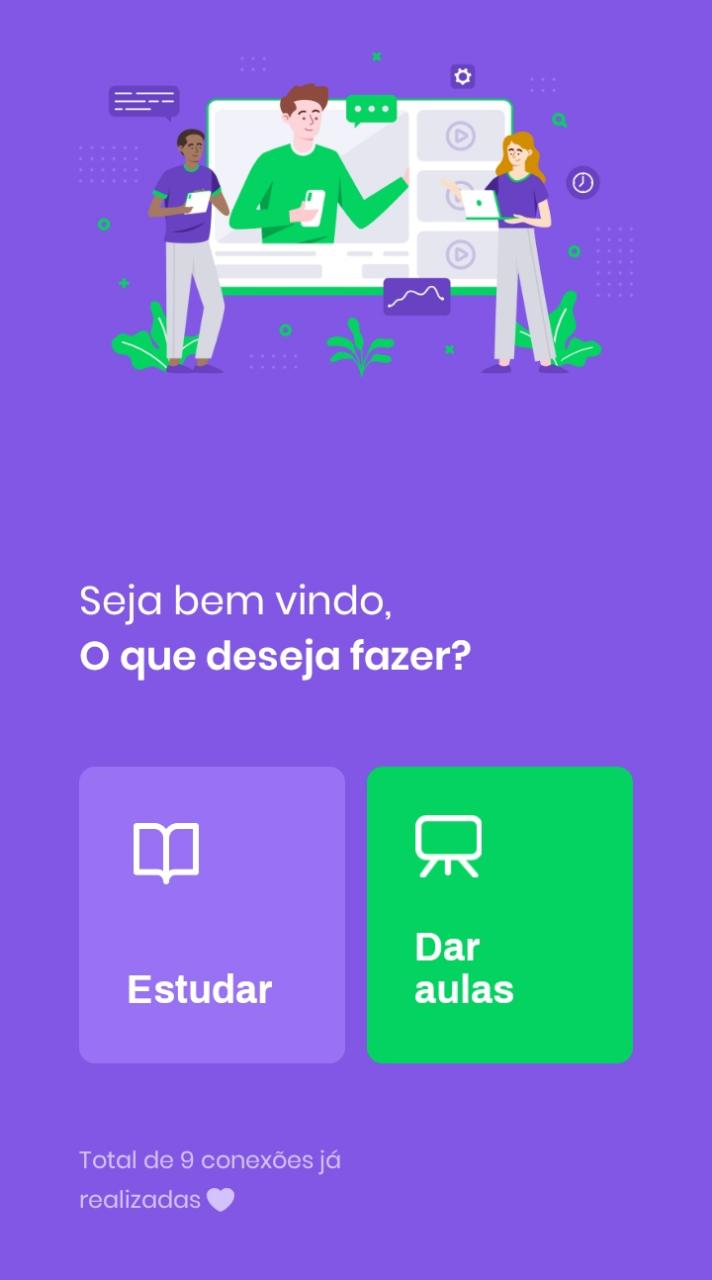 Seja bem vindo,
O que deseja fazer?
Estudar
Dar
aulas
Total de 9 conexões já
realizadas